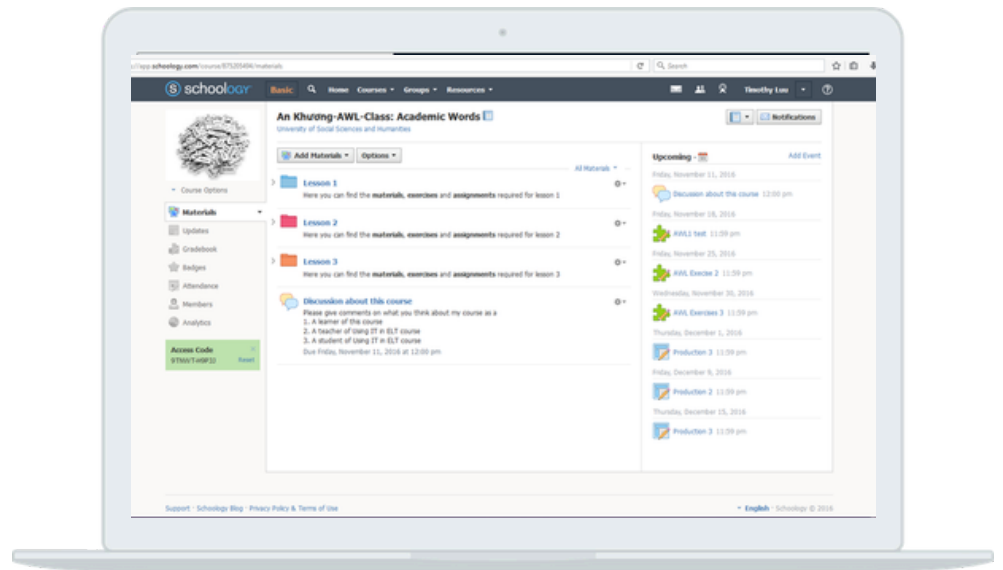 ://app.schoology.com/course/875205404/materials
Search
schoology
Basic
Home Courses Groups Resources
Timothy Luu
An Khương-AWL-Class: Academic Words
University of Social Sciences and Humanities
Notifications
Add Materials
Options
All Materials
Course Options
Materials
Updates
Gradebook
Badges
Attendance
Members
Analytics
Access Code
Reset
Lesson 1
Here you can find the materials, exercises and assignments required for lesson 1
Lesson 2
Here you can find the materials, exercises and assignments required for lesson 2
Lesson 3
Here you can find the materials, exercises and assignments required for lesson 3
Discussion about this course
Please give comments on what you think about my course as a
1. A learner of this course
2. A teacher of Using IT in ELT course
3. A student of Using IT in ELT course
Due Friday, November 11, 2016 at 12:00 pm
Upcoming ·
Add Event
Friday, November 11, 2016
Discussion about the course 12:00 pm
Friday, November 18, 2016
AWL1 test 11:59 pm
Friday, November 25, 2016
AWL Exercise 2 11:59 pm
Wednesday, November 30, 2016
AWL Exercises 3 11:59 pm
Thursday, December 1, 2016
Production 3 11:59 pm
Friday, December 9, 2016
Production 2 11:59 pm
Thursday, December 15, 2016
Production 3 11:59 pm
Support · Schoology Blog · Privacy Policy & Terms of Use
English · Schoology © 2016